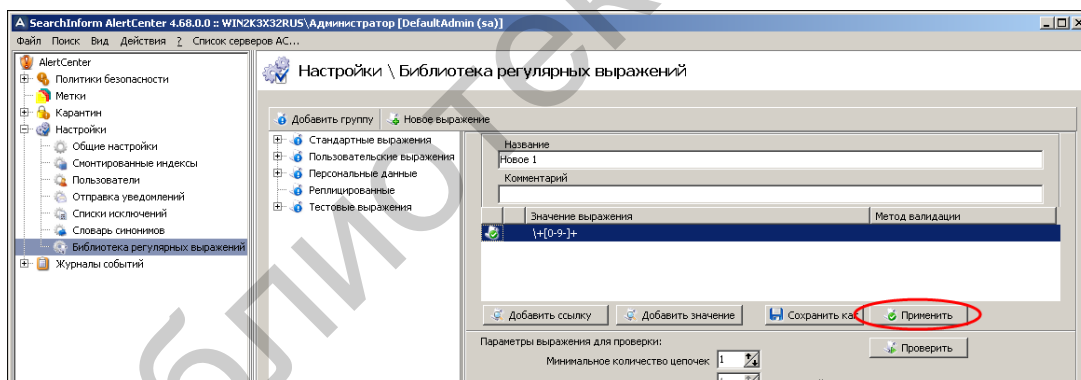 SearchInform AlertCenter 4.68.0.0 :: WIN2K3X32RUS\Администратор [DefaultAdmin (sa)]
Файл Поиск Вид Действия ? Список серверов АС...
AlertCenter
Политики безопасности
Метки
Карантин
Настройки
Общие настройки
Смонтированные индексы
Пользователи
Отправка уведомлений
Списки исключений
Словарь синонимов
Библиотека регулярных выражений
Журналы событий
Настройки \ Библиотека регулярных выражений
Добавить группу Новое выражение
Стандартные выражения
Пользовательские выражения
Персональные данные
Реплицированные
Тестовые выражения
Название
Новое 1
Комментарий
Значение выражения Метод валидации
\+[0-9-]+
Добавить ссылку Добавить значение Сохранить как Применить
Параметры выражения для проверки:
Проверить
Минимальное количество цепочек 1
блиотек